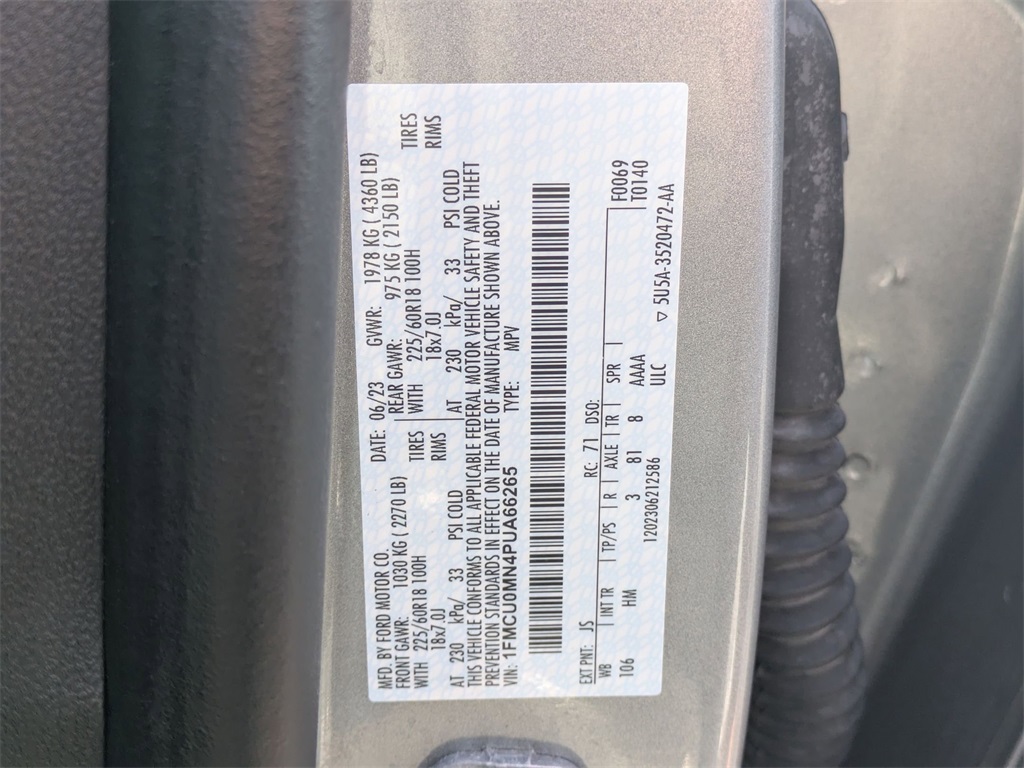 MFD. BY FORD MOTOR CO.
DATE: 06/23 GVWR: 1978 KG ( 4360 LB)
FRONT GAWR: 1030 KG ( 2270 LB) REAR GAWR: 975 KG ( 2150 LB)
WITH 225/60R18 100H TIRES WITH 225/60R18 100H TIRES
18x7.0J RIMS 18x7.0J RIMS
AT 230 kPa/ 33 PSI COLD AT 230 kPa/ 33 PSI COLD
THIS VEHICLE CONFORMS TO ALL APPLICABLE FEDERAL MOTOR VEHICLE SAFETY AND THEFT
PREVENTION STANDARDS IN EFFECT ON THE DATE OF MANUFACTURE SHOWN ABOVE.
VIN: 1FMCU0MN4PUA66265 TYPE: MPV
EXT PNT: JS RC: 71 DSO:
WB INT TR TP/PS R AXLE TR SPR F0069
106 HM 3 81 8 AAAA T0140
1202306212586 ULC
▽ 5U5A-3520472-AA